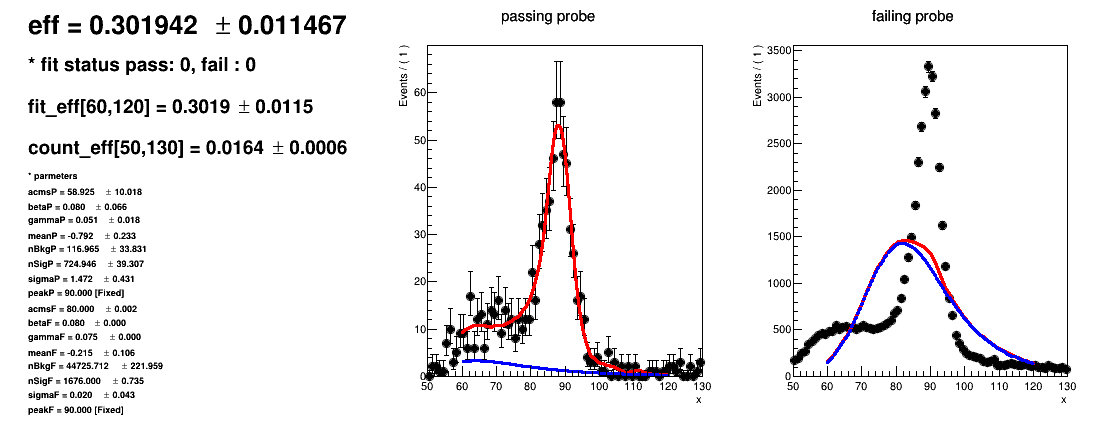 eff = 0.301942 ± 0.011467
* fit status pass: 0, fail : 0
fit_eff[60,120] = 0.3019 ± 0.0115
count_eff[50,130] = 0.0164 ± 0.0006
* parmeters
acmsP = 58.925 ± 10.018
betaP = 0.080 ± 0.066
gammaP = 0.051 ± 0.018
meanP = -0.792 ± 0.233
nBkgP = 116.965 ± 33.831
nSigP = 724.946 ± 39.307
sigmaP = 1.472 ± 0.431
peakP = 90.000 [Fixed]
acmsF = 80.000 ± 0.002
betaF = 0.080 ± 0.000
gammaF = 0.075 ± 0.000
meanF = -0.215 ± 0.106
nBkgF = 44725.712 ± 221.959
nSigF = 1676.000 ± 0.735
sigmaF = 0.020 ± 0.043
peakF = 90.000 [Fixed]
passing probe
Events / ( 1 )
60
50
40
30
20
10
0
50 60 70 80 90 100 110 120 130
x
failing probe
Events / ( 1 )
3500
3000
2500
2000
1500
1000
500
0
50 60 70 80 90 100 110 120 130
x